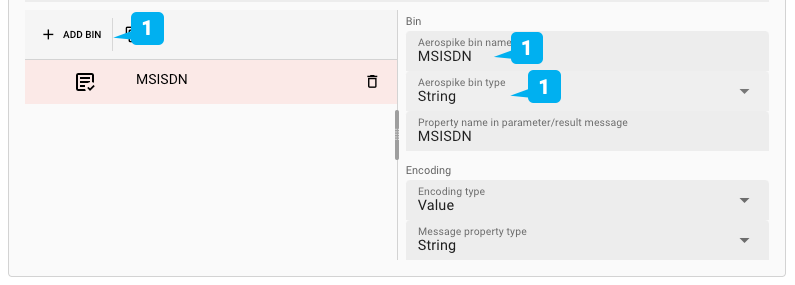 ADD BIN
1
MSISDN
Bin
Aerospike bin name
1
MSISDN
Aerospike bin type
1
String
Property name in parameter/result message
MSISDN
Encoding
Encoding type
Value
Message property type
String